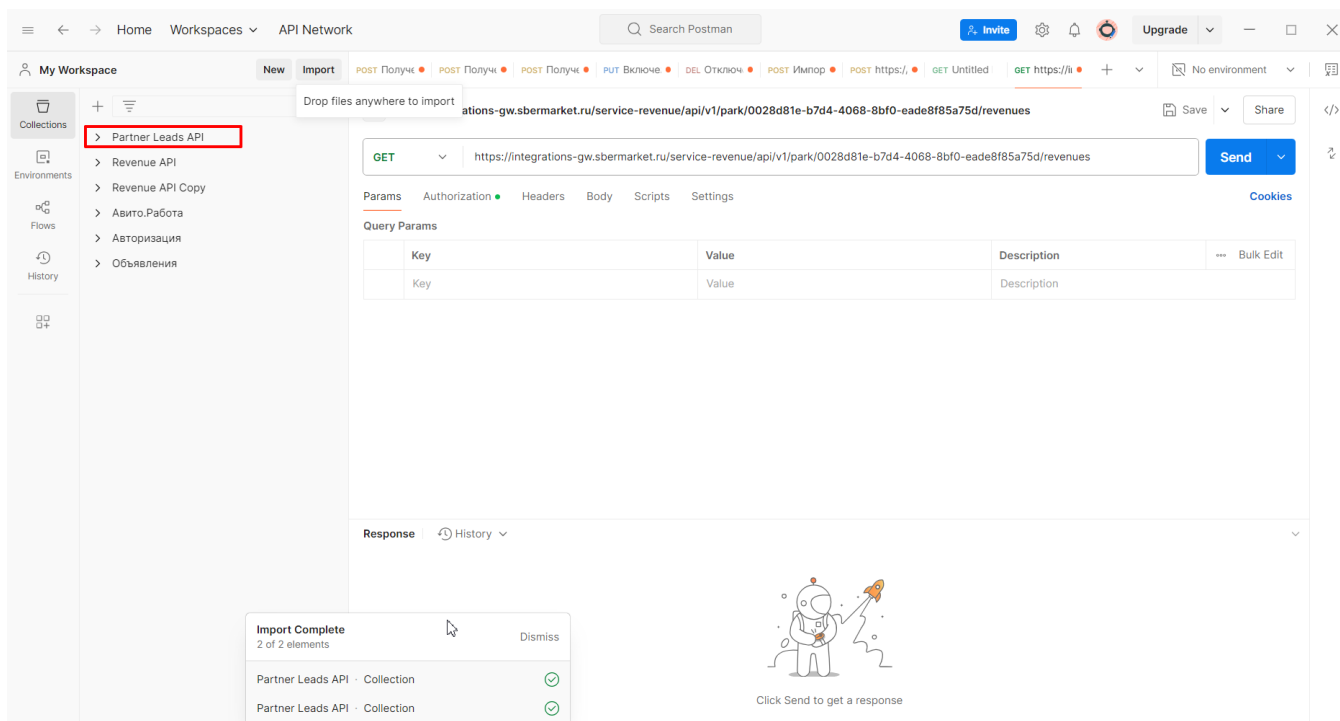 Home Workspaces API Network Search Postman Invite Upgrade
My Workspace New Import POST Получе POST Получе POST Получе PUT Включе DEL Отключ POST Импор POST https:/, GET Untitled GET https://i No environment
Drop files anywhere to import
ations-gw.sbermarket.ru/service-revenue/api/v1/park/0028d81e-b7d4-4068-8bf0-eade8f85a75d/revenues Save Share
Collections
Environments
Flows
History
Partner Leads API
Revenue API
Revenue API Copy
Авито.Работа
Авторизация
Объявления
GET https://integrations-gw.sbermarket.ru/service-revenue/api/v1/park/0028d81e-b7d4-4068-8bf0-eade8f85a75d/revenues Send
Params Authorization Headers Body Scripts Settings Cookies
Query Params
Key Value Description Bulk Edit
Key Value Description
Response History
Click Send to get a response
Import Complete
2 of 2 elements
Dismiss
Partner Leads API · Collection
Partner Leads API · Collection